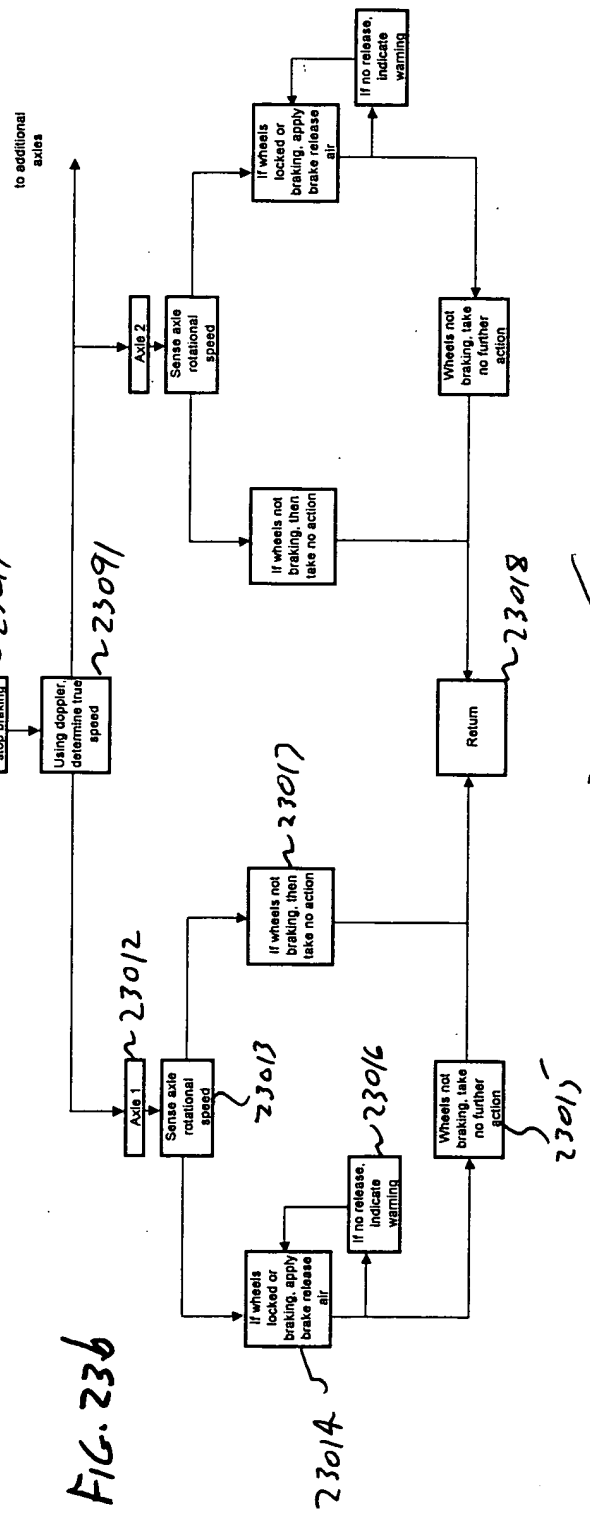 FIG. 23b
stop braking
Using doppler,
determine true
speed
~23091
to additional
axles
Axle 1
~23012
Axle 2
Sense axle
rotational
speed
23013
Sense axle
rotational
speed
If wheels
locked or
braking, apply
brake release
air
23014
If no release,
indicate
warning
~23016
If wheels not
braking, then
take no action
~23017
If wheels not
braking, then
take no action
If wheels
locked or
braking, apply
brake release
air
If no release,
indicate
warning
Wheels not
braking, take
no further
action
23015
Return
~23018
Wheels not
braking, take
no further
action